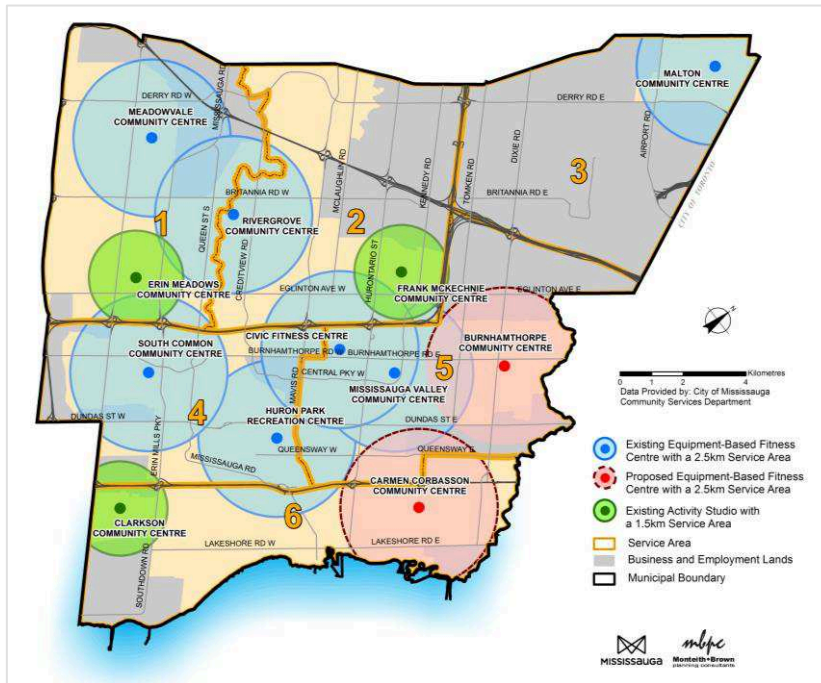 MALTON
COMMUNITY CENTRE
DERRY RD W
MISSISSAUGA RD
MEADOWVALE
COMMUNITY CENTRE
DERRY RD E
MCLAUGHLIN RD
KENNEDY RD
TOMKEN RD
DIXIE RD
AIRPORT RD
3
CITY OF TORONTO
BRITANNIA RD W
BRITANNIA RD E
1
QUEEN ST S
RIVERGROVE
COMMUNITY CENTRE
2
CREDITVIEW RD
HURONTARIO ST
ERIN MEADOWS
COMMUNITY CENTRE
EGLINTON AVE W
FRANK MCKECHNIE
COMMUNITY CENTRE
EGLINTON AVE E
N
SOUTH COMMON
COMMUNITY CENTRE
CIVIC FITNESS CENTRE
BURNHAMTHORPE RD W
BURNHAMTHORPE RD E
BURNHAMTHORPE
COMMUNITY CENTRE
CENTRAL PKY W
5
MAVIS RD
MISSISSAUGA VALLEY
COMMUNITY CENTRE
DUNDAS ST W
4
HURON PARK
RECREATION CENTRE
DUNDAS ST E
ERIN MILLS PKY
MISSISSAUGA RD
QUEENSWAY W
QUEENSWAY E
CARMEN CORBASSON
COMMUNITY CENTRE
6
CLARKSON
COMMUNITY CENTRE
LAKESHORE RD W
LAKESHORE RD E
SOUTHDOWN RD
Kilometres
0 1 2 4
Data Provided by: City of Mississauga
Community Services Department
Existing Equipment-Based Fitness
Centre with a 2.5km Service Area
Proposed Equipment-Based Fitness
Centre with a 2.5km Service Area
Existing Activity Studio with
a 1.5km Service Area
Service Area
Business and Employment Lands
Municipal Boundary
MISSISSAUGA
mbpc
Monteith•Brown
planning consultants